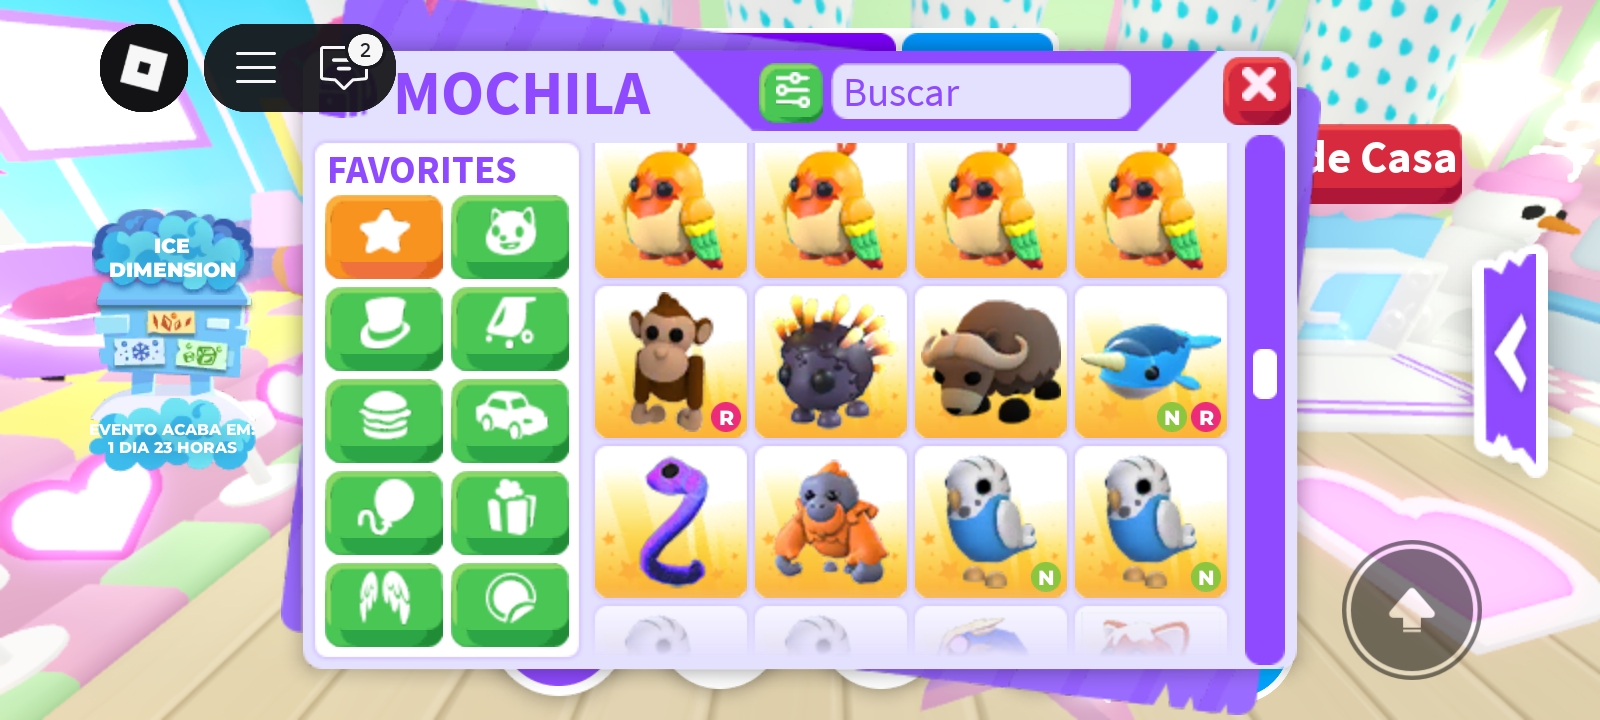 2
MOCHILA
Buscar
de Casa
FAVORITES
ICE
DIMENSION
EVENTO ACABA EM:
1 DIA 23 HORAS
R
N R
N
N